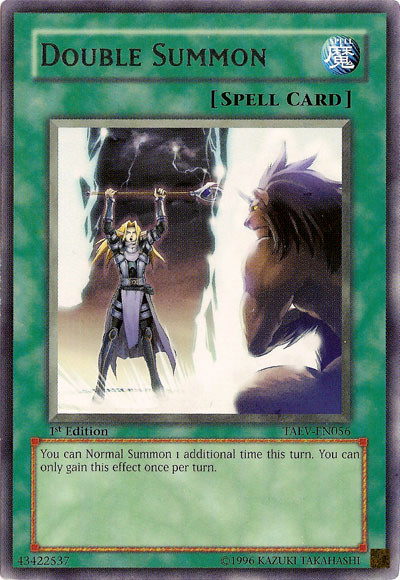 DOUBLE SUMMON
SPELL
魔
[SPELL CARD]
1st Edition
TAEV-EN056
You can Normal Summon 1 additional time this turn. You can
only gain this effect once per turn.
43422537
©1996 KAZUKI TAKAHASHI